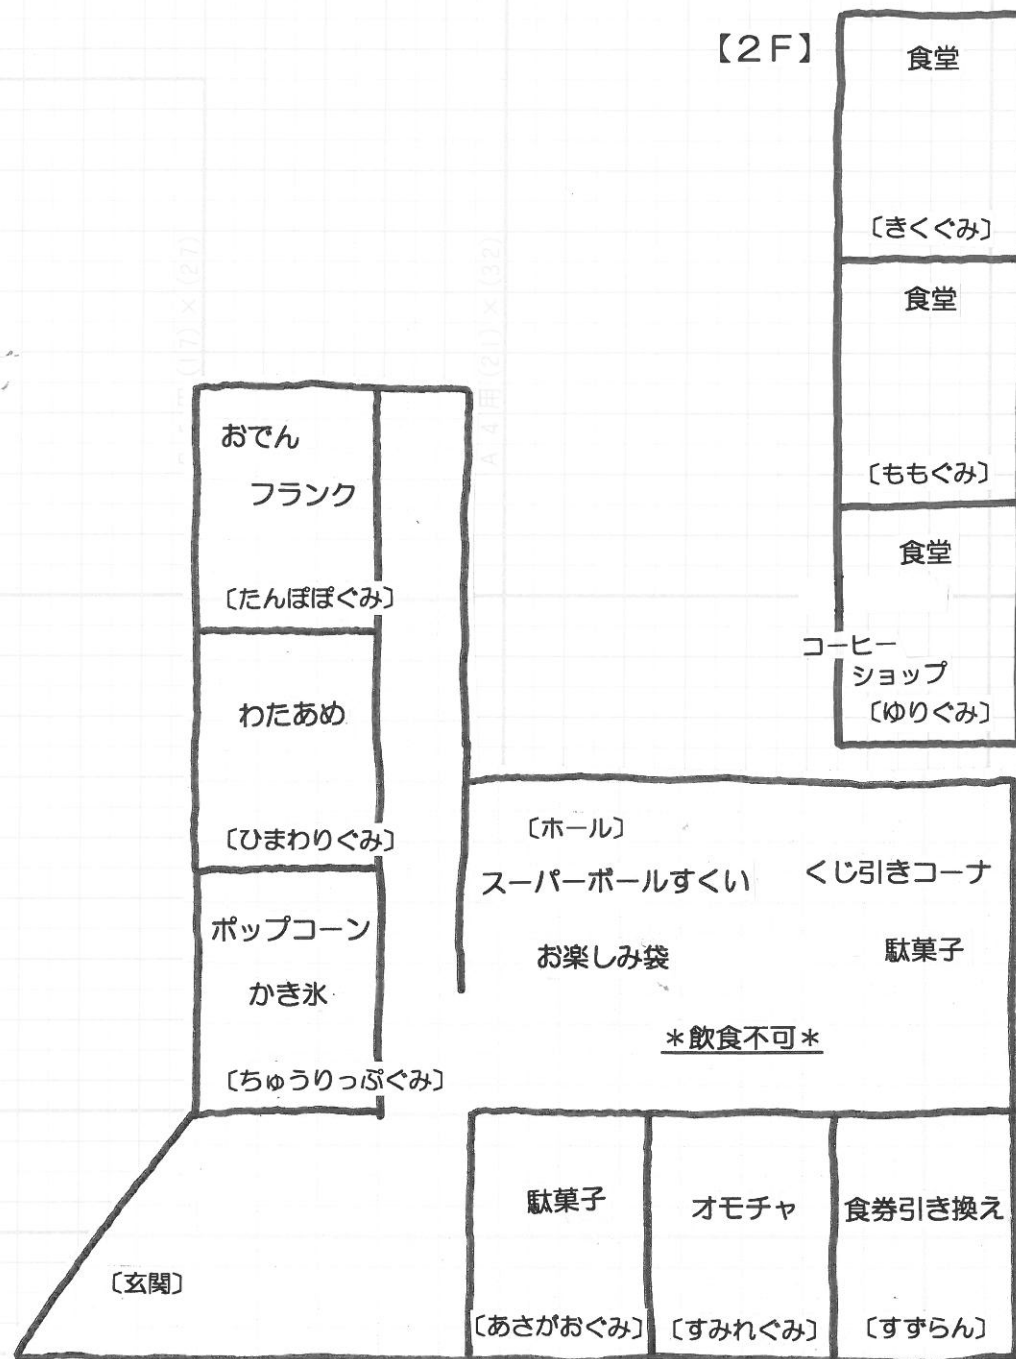 【2F】
食堂
〔きくぐみ〕
食堂
〔ももぐみ〕
食堂
コーヒー
ショップ
〔ゆりぐみ〕
おでん
フランク
〔たんぽぽぐみ〕
わたあめ
〔ひまわりぐみ〕
ポップコーン
かき氷
〔ちゅうりっぷぐみ〕
〔ホール〕
スーパーボールすくい
くじ引きコーナ
お楽しみ袋
駄菓子
*飲食不可*
駄菓子
〔あさがおぐみ〕
オモチャ
〔すみれぐみ〕
食券引き換え
〔すずらん〕
〔玄関〕
A4用(21)×(32)